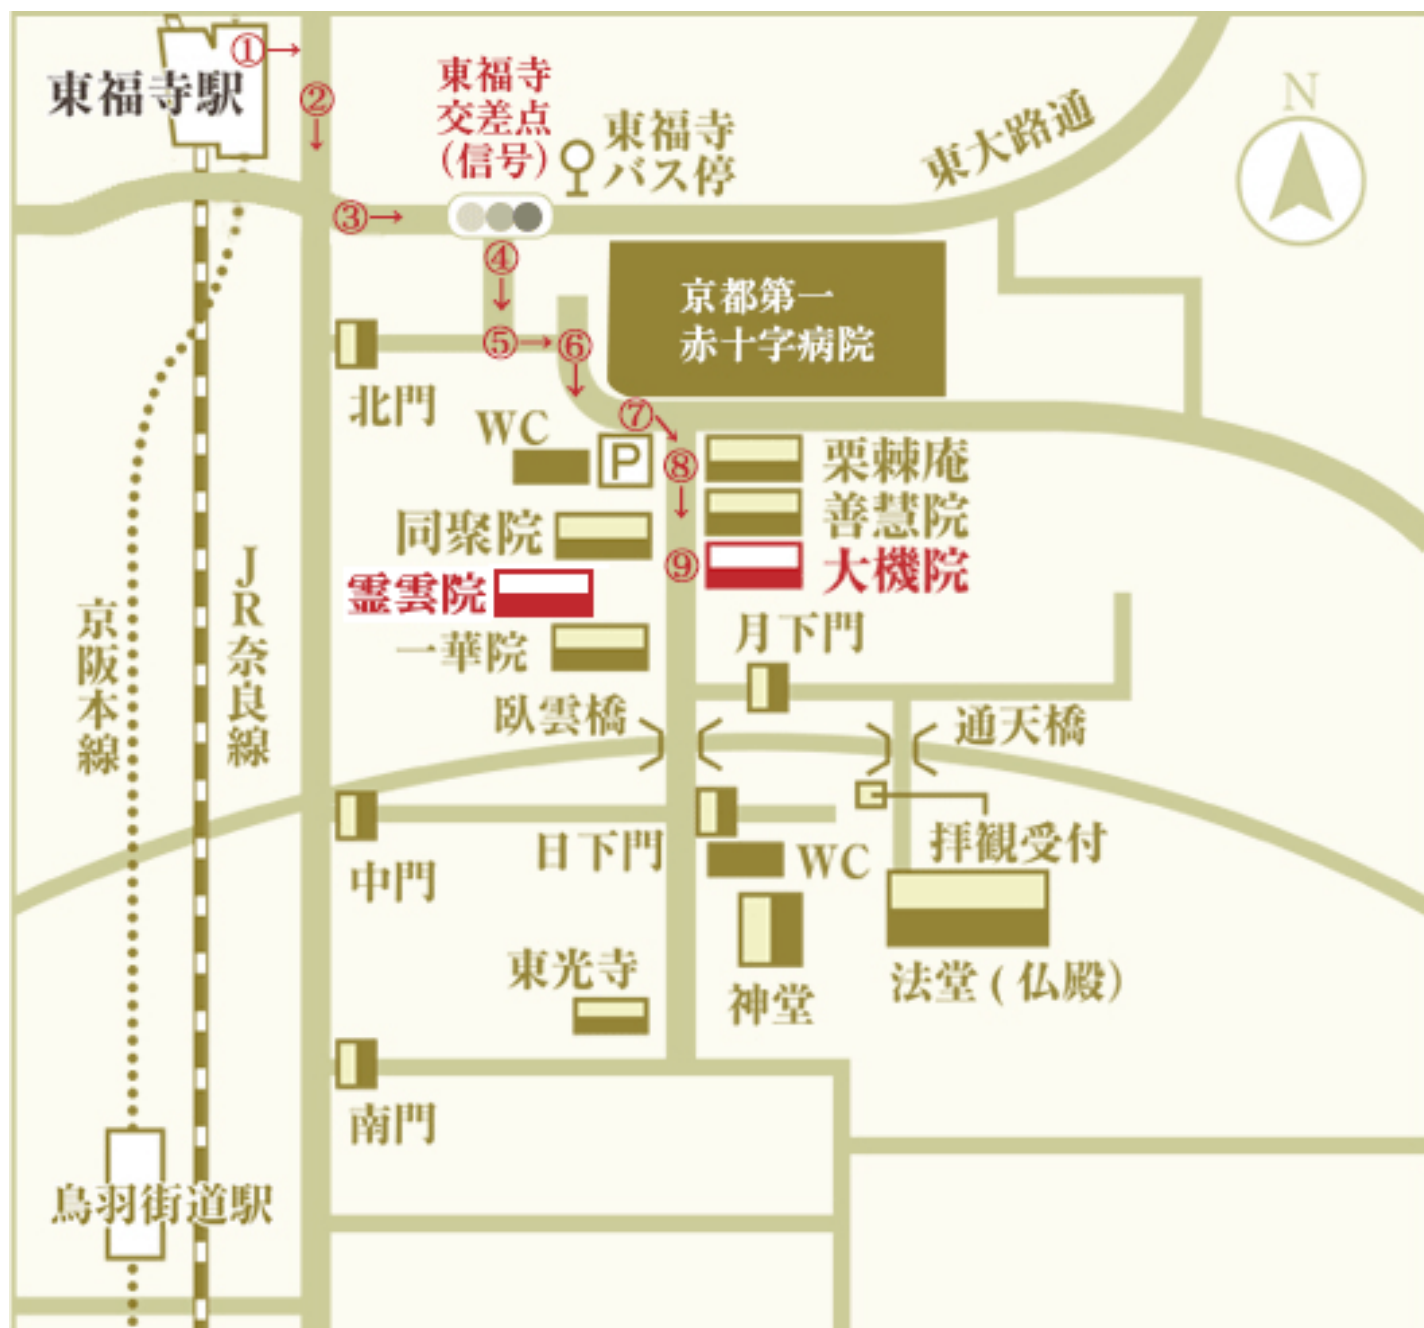 ①
東福寺駅
②
東福寺
交差点
(信号)
東福寺
バス停
東大路通
N
③
④
京都第一
赤十字病院
⑤
⑥
北門
⑦
WC
P
⑧
栗棘庵
善慧院
同聚院
⑨
大機院
霊雲院
一華院
月下門
JR奈良線
京阪本線
臥雲橋
通天橋
日下門
拝観受付
WC
中門
東光寺
神堂
法堂(仏殿)
南門
鳥羽街道駅